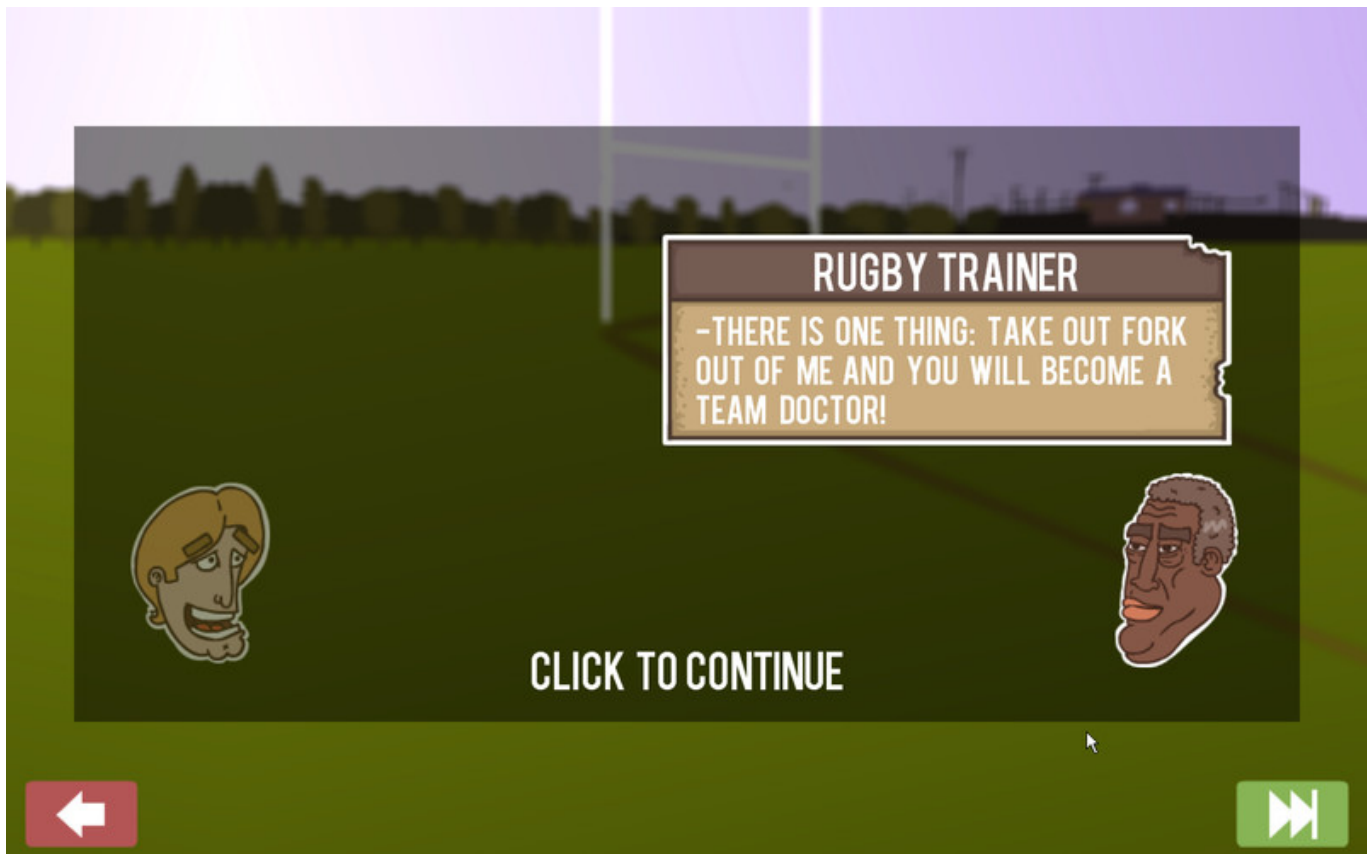 RUGBY TRAINER
-THERE IS ONE THING: TAKE OUT FORK
OUT OF ME AND YOU WILL BECOME A
TEAM DOCTOR!
CLICK TO CONTINUE